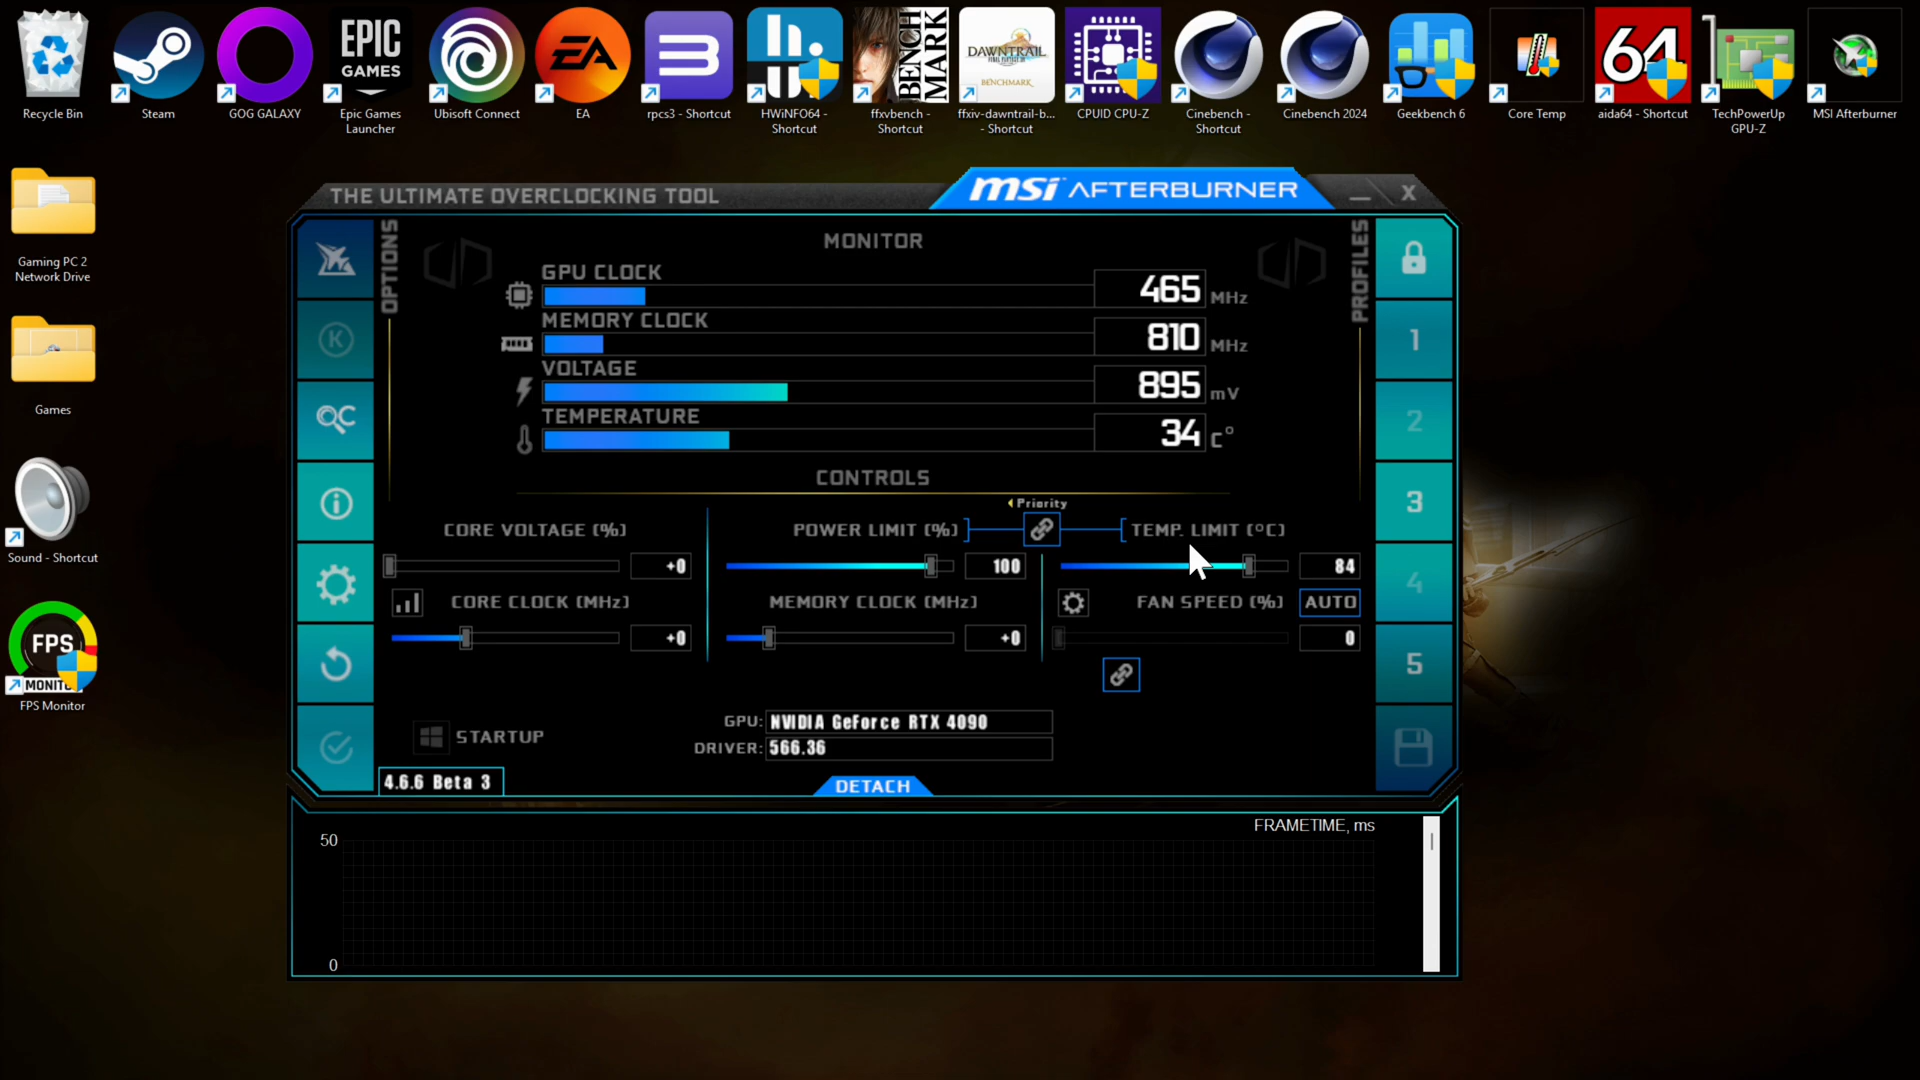 EPIC
GAMES
EA
BENCH
MARK
DAWNTRAIL
BENCHMARK
64
Recycle Bin
Steam
GOG GALAXY
Epic Games
Launcher
Ubisoft Connect
EA
rpcs3 - Shortcut
HWiNFO64 -
Shortcut
ffxvbench -
Shortcut
ffxiv-dawntrail-b...
- Shortcut
CPUID CPU-Z
Cinebench -
Shortcut
Cinebench 2024
Geekbench 6
Core Temp
aida64 - Shortcut
TechPowerUp
GPU-Z
MSI Afterburner
Gaming PC 2
Network Drive
Games
Sound - Shortcut
FPS
MONITO
FPS Monitor
THE ULTIMATE OVERCLOCKING TOOL
msi AFTERBURNER
X
OPTIONS
MONITOR
PROFILES
GPU CLOCK
465 MHz
MEMORY CLOCK
810 MHz
VOLTAGE
895 mV
TEMPERATURE
34 C°
K
1
2
3
4
5
CONTROLS
Priority
CORE VOLTAGE (%)
POWER LIMIT (%)
TEMP. LIMIT (°C)
+0
100
84
CORE CLOCK (MHz)
MEMORY CLOCK (MHz)
FAN SPEED (%)
AUTO
+0
+0
0
STARTUP
GPU: NVIDIA GeForce RTX 4090
DRIVER: 566.36
4.6.6 Beta 3
DETACH
FRAMETIME, ms
50
0